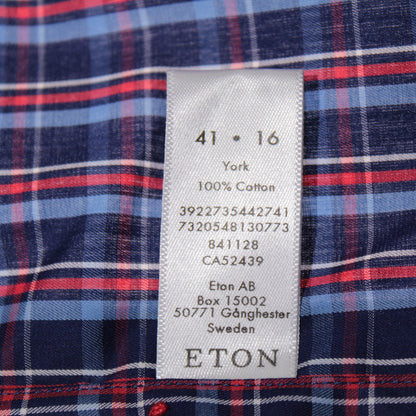 41 • 16
York
100% Cotton
3922735442741
7320548130773
841128
CA52439
Eton AB
Box 15002
50771 Gånghester
Sweden
ETON